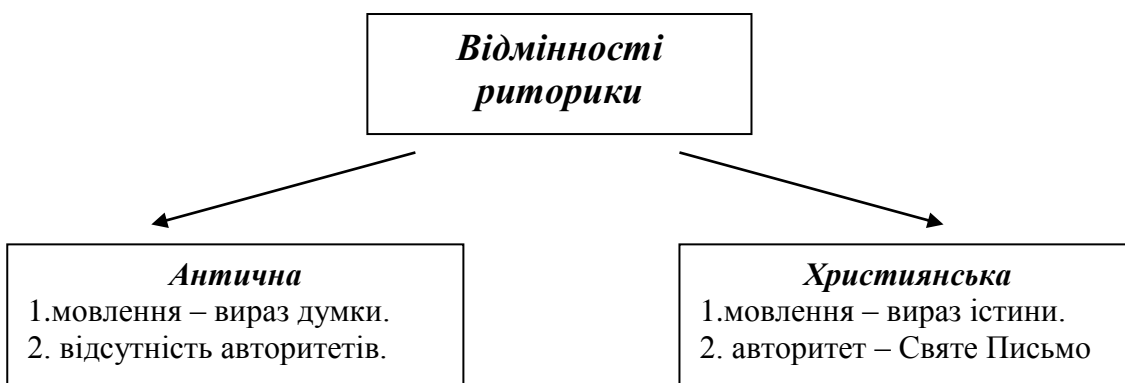 Відмінності
риторики
Антична
1.мовлення – вираз думки.
2. відсутність авторитетів.
Християнська
1.мовлення – вираз істини.
2. авторитет – Святе Письмо